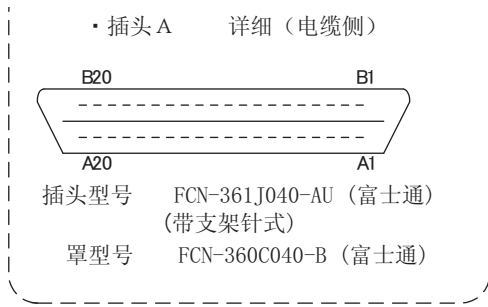 ・插头A 详细（电缆侧）
B20 B1
A20 A1
插头型号 FCN-361J040-AU（富士通）
(带支架针式)
罩型号 FCN-360C040-B（富士通）